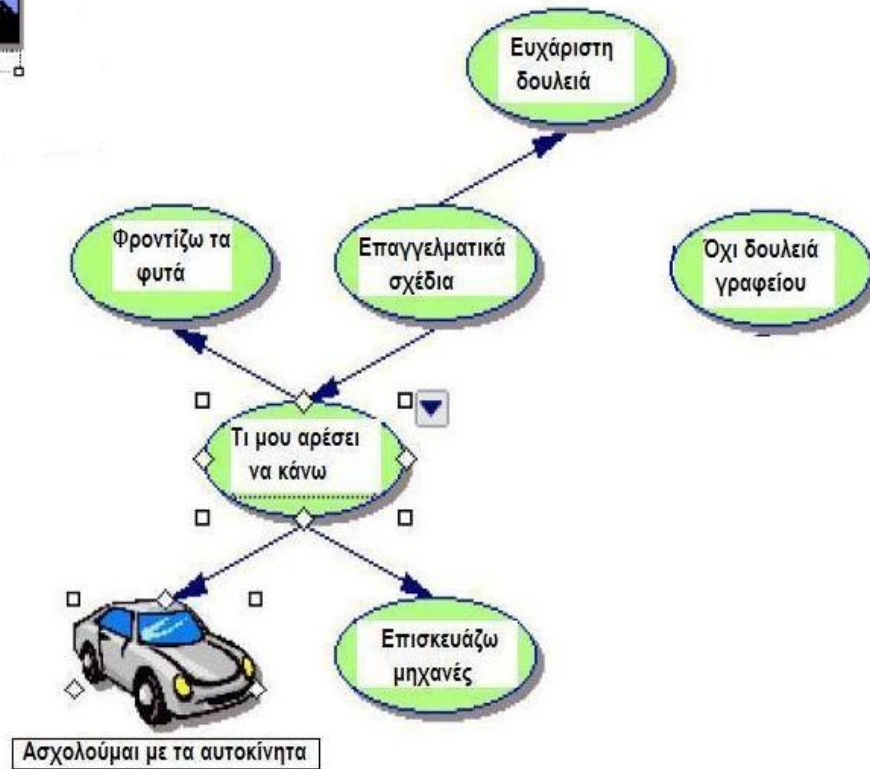 Ευχάριστη
δουλειά
Φροντίζω τα
φυτά
Επαγγελματικά
σχέδια
Όχι δουλειά
γραφείου
Τι μου αρέσει
να κάνω
Επισκευάζω
μηχανές
Ασχολούμαι με τα αυτοκίνητα